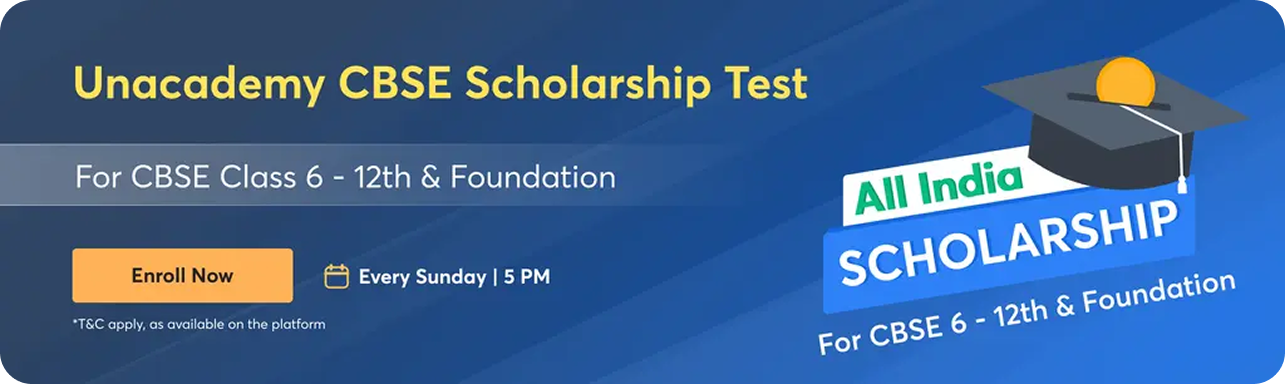 Unacademy CBSE Scholarship Test
For CBSE Class 6 - 12th & Foundation
Enroll Now
Every Sunday | 5 PM
*T&C apply, as available on the platform
All India
SCHOLARSHIP
For CBSE 6 - 12th & Foundation